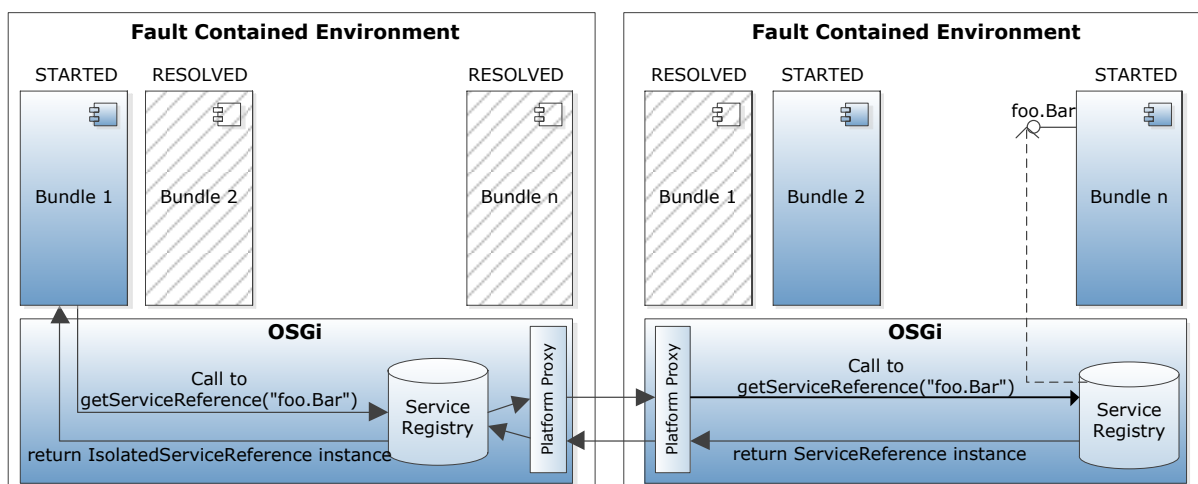 Fault Contained Environment
STARTED
RESOLVED
RESOLVED
Bundle 1
Bundle 2
Bundle n
OSGi
Call to
getServiceReference("foo.Bar")
Service
Registry
Platform Proxy
return IsolatedServiceReference instance
Fault Contained Environment
RESOLVED
STARTED
STARTED
foo.Bar
Bundle 1
Bundle 2
Bundle n
OSGi
Platform Proxy
Call to
getServiceReference("foo.Bar")
Service
Registry
return ServiceReference instance